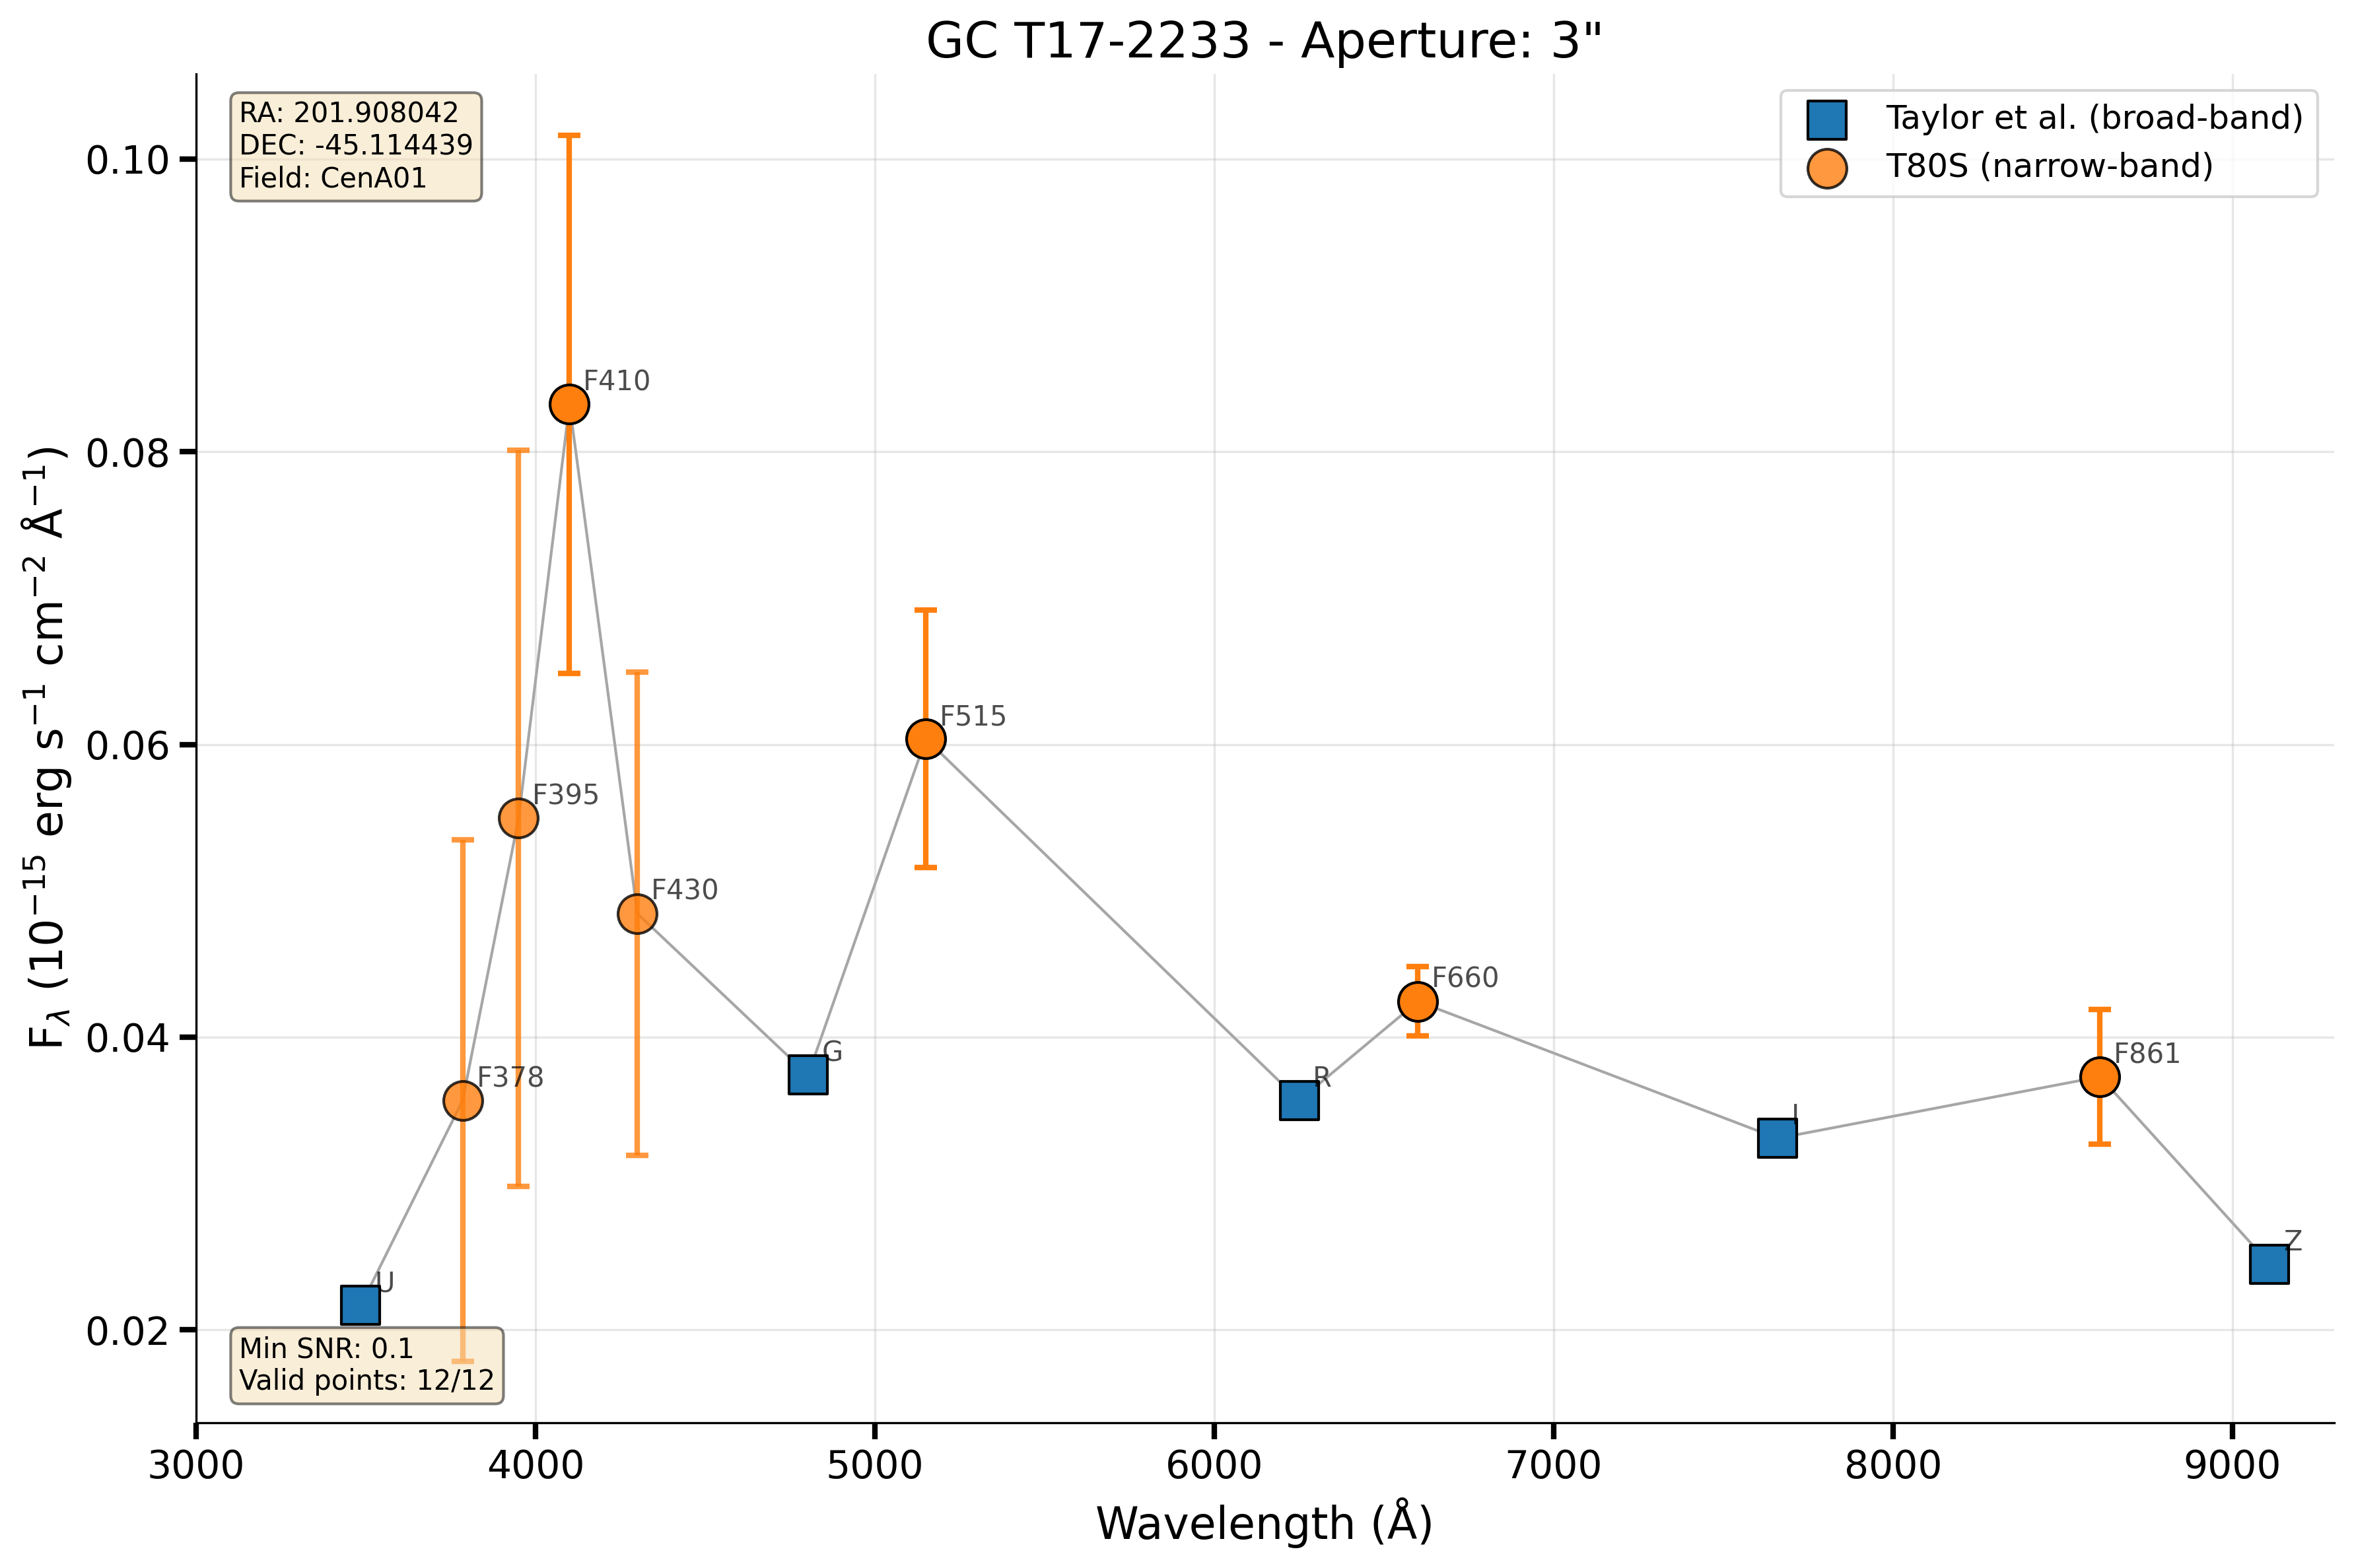 GC T17-2233 - Aperture: 3"
RA: 201.908042
DEC: -45.114439
Field: CenA01
Taylor et al. (broad-band)
T80S (narrow-band)
0.10
0.08
0.06
0.04
0.02
F_λ (10⁻¹⁵ erg s⁻¹ cm⁻² Å⁻¹)
F410
F515
F395
F430
F660
G
F378
R
F861
I
Z
U
Min SNR: 0.1
Valid points: 12/12
3000 4000 5000 6000 7000 8000 9000
Wavelength (Å)